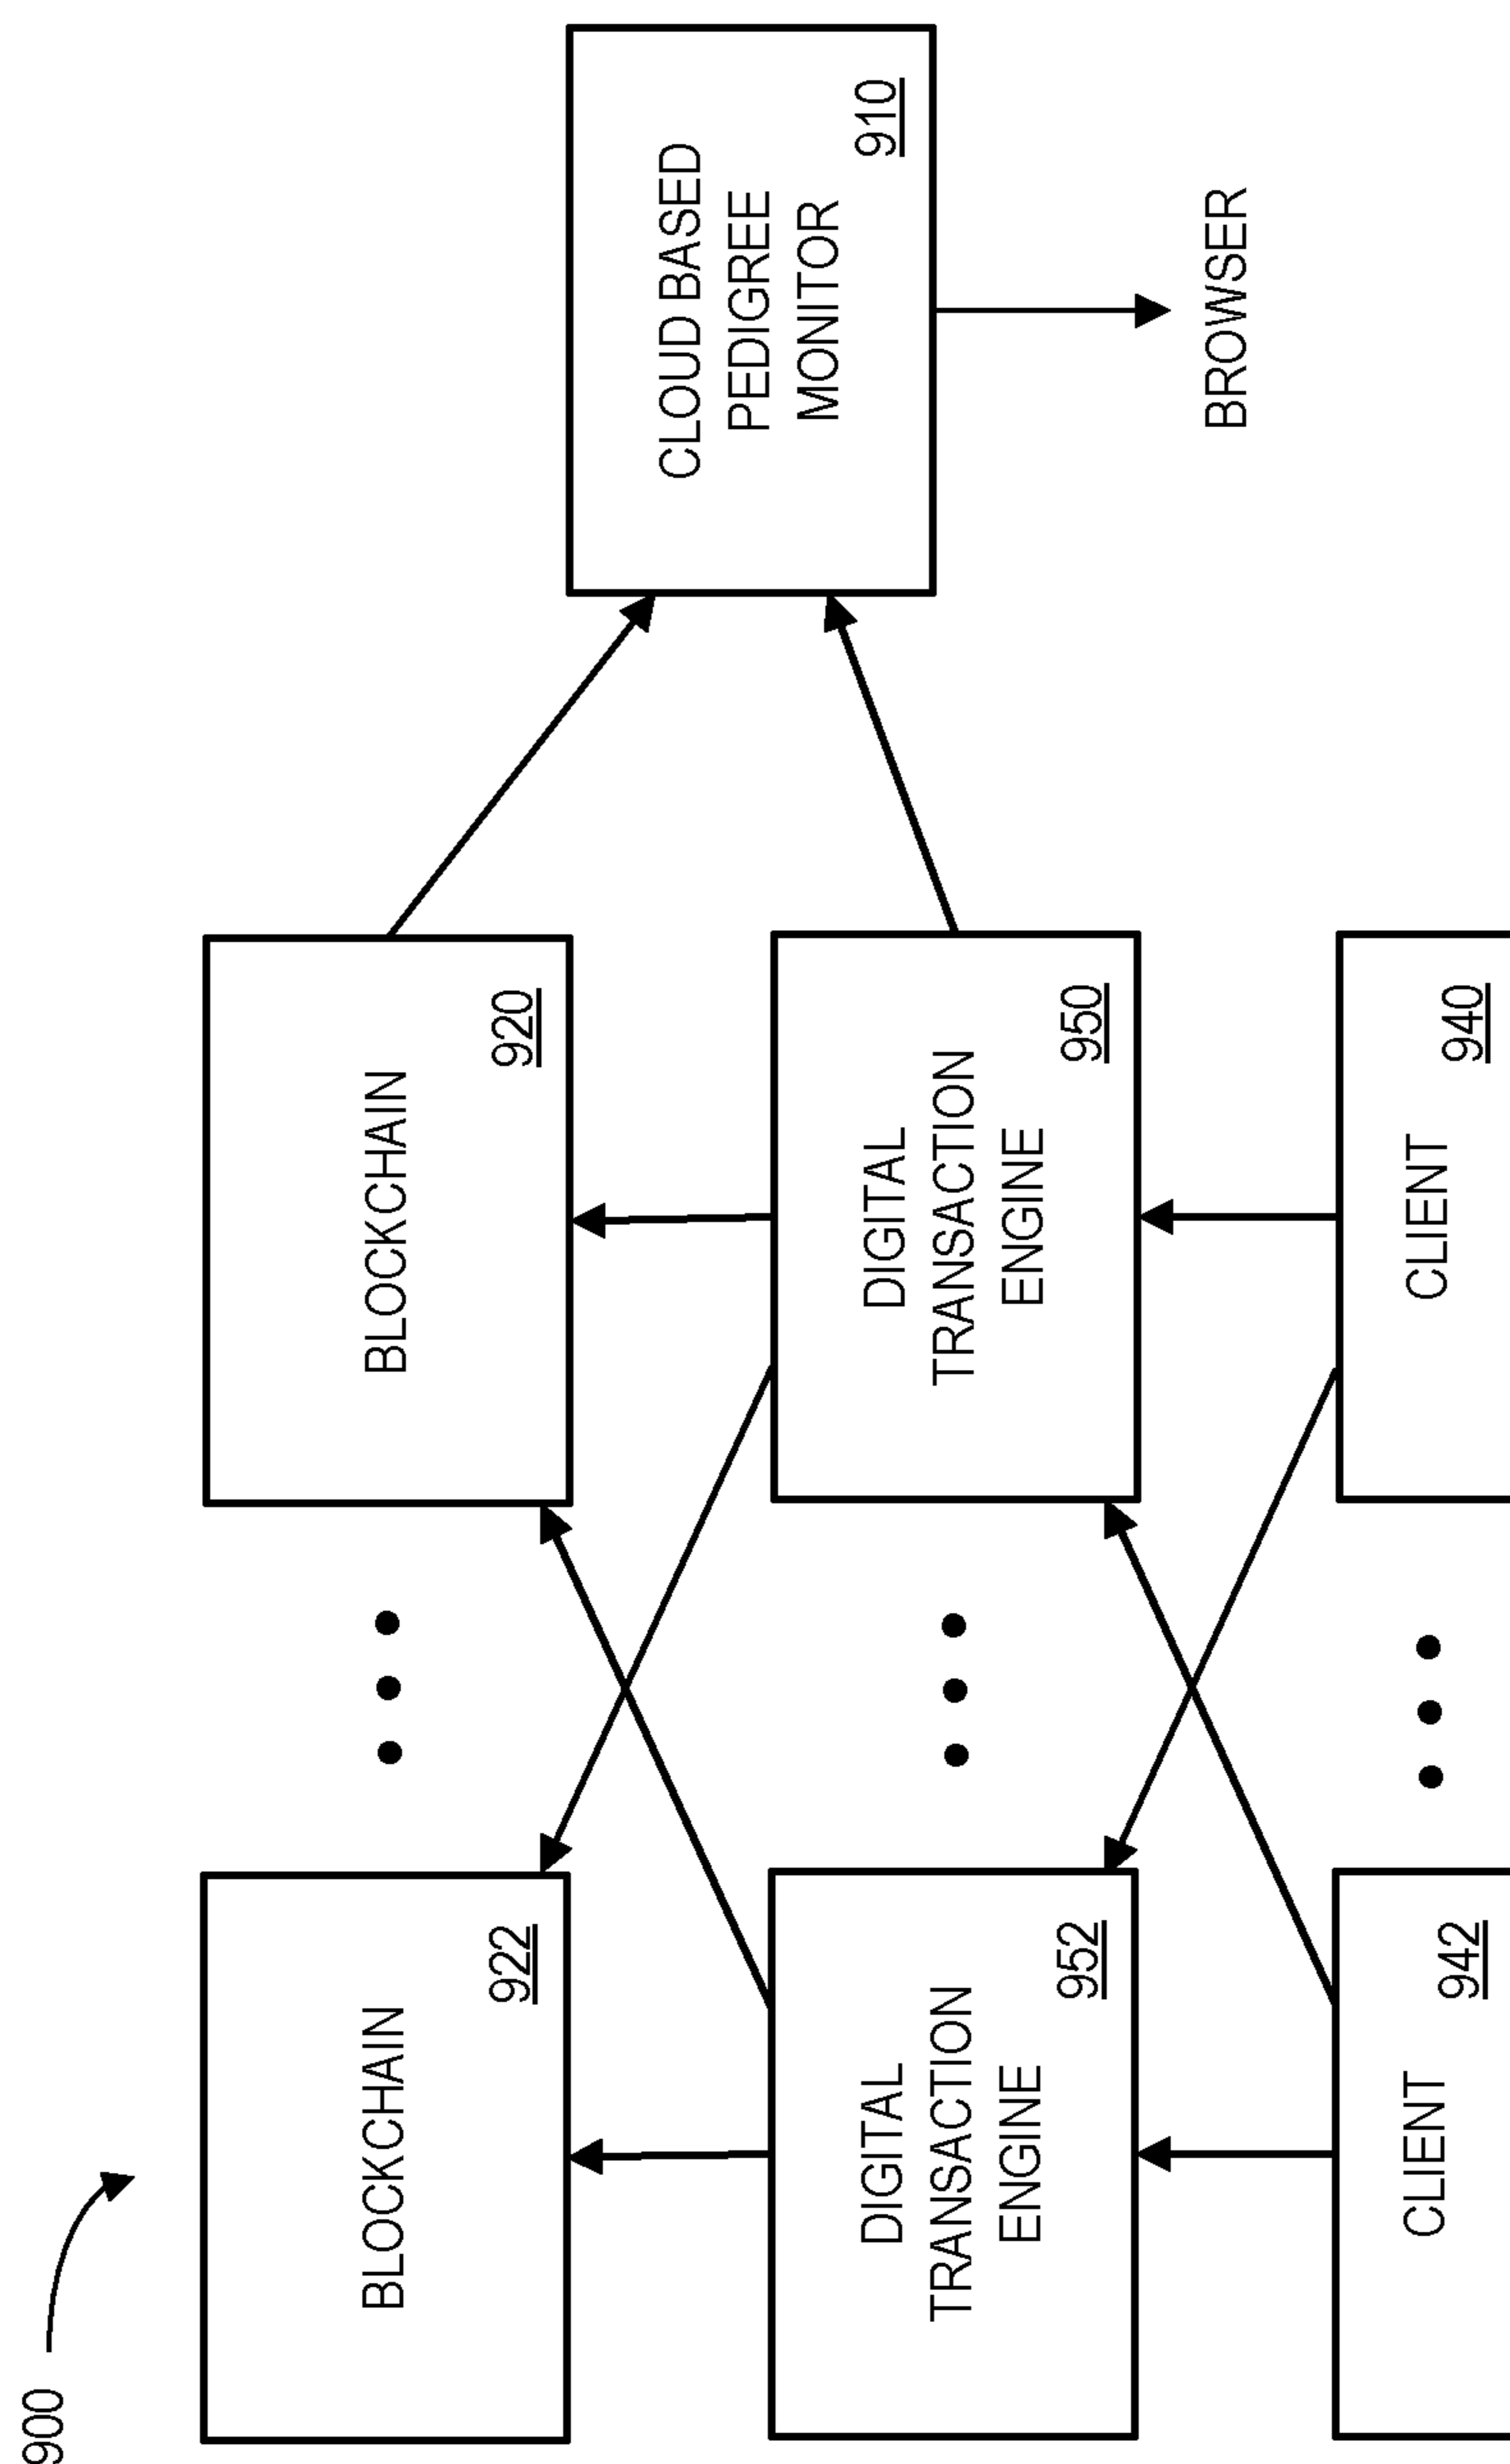 900
BLOCKCHAIN
922
BLOCKCHAIN
920
CLOUD BASED
PEDIGREE
MONITOR
910
BROWSER
DIGITAL
TRANSACTION
ENGINE
952
DIGITAL
TRANSACTION
ENGINE
950
CLIENT
942
CLIENT
940